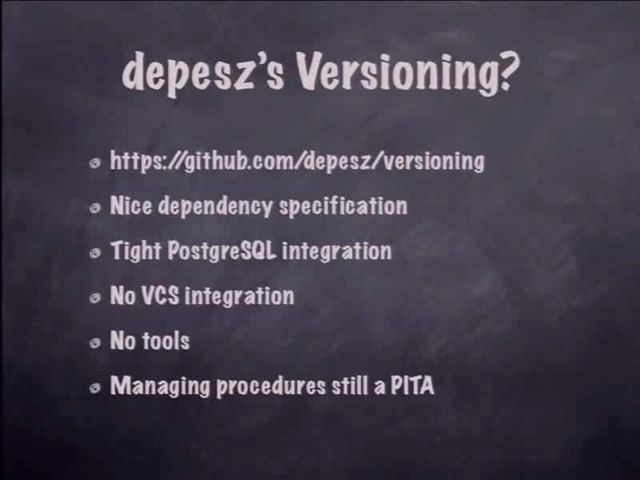 depesz's Versioning?
https://github.com/depesz/versioning
Nice dependency specification
Tight PostgreSQL integration
No VCS integration
No tools
Managing procedures still a PITA